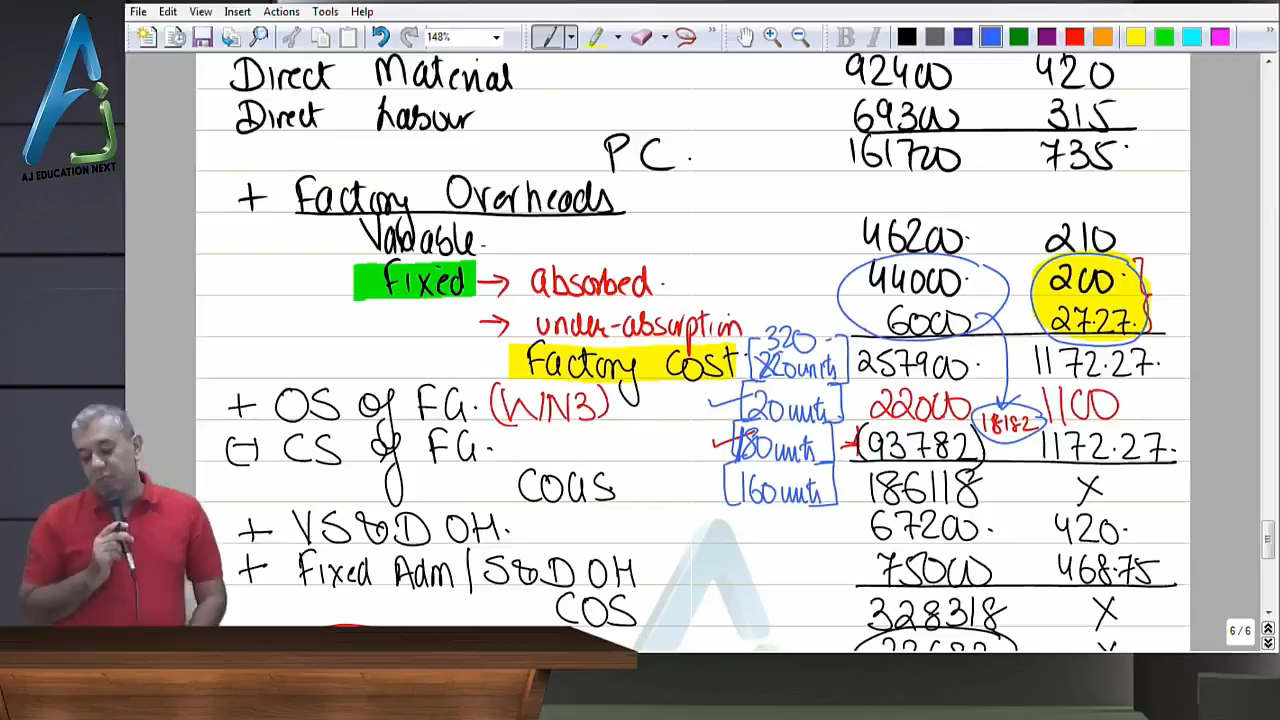 File Edit View Insert Actions Tools Help
148%
AJ EDUCATION NEXT
Direct Material 92400 420
Direct Labour 69300 315
PC. 161720 735.
+ Factory Overheads
Variable. 46200. 210
Fixed → absorbed. 44000. 200.
→ under-absorption 6000 27.27.
Factory Cost. 320 220 units 257900 1172.27.
+ OS of FG. (WN3) 20 units 22000 1100
18182
(-) CS of FG. 180 units (93782) 1172.27.
COGS 160 units 186118 X
+ VS&D OH. 67200. 420.
+ Fixed Adm/S&D OH 75000 468.75
COS 328318 X
6/6